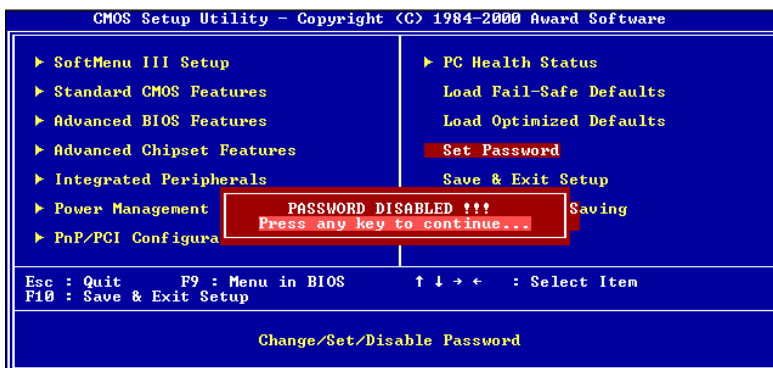 CMOS Setup Utility - Copyright (C) 1984-2000 Award Software
SoftMenu III Setup
Standard CMOS Features
Advanced BIOS Features
Advanced Chipset Features
Integrated Peripherals
Power Management
PnP/PCI Configura
PC Health Status
Load Fail-Safe Defaults
Load Optimized Defaults
Set Password
Save & Exit Setup
Saving
PASSWORD DISABLED !!!
Press any key to continue...
Esc : Quit F9 : Menu in BIOS ↑ ↓ → ← : Select Item
F10 : Save & Exit Setup
Change/Set/Disable Password